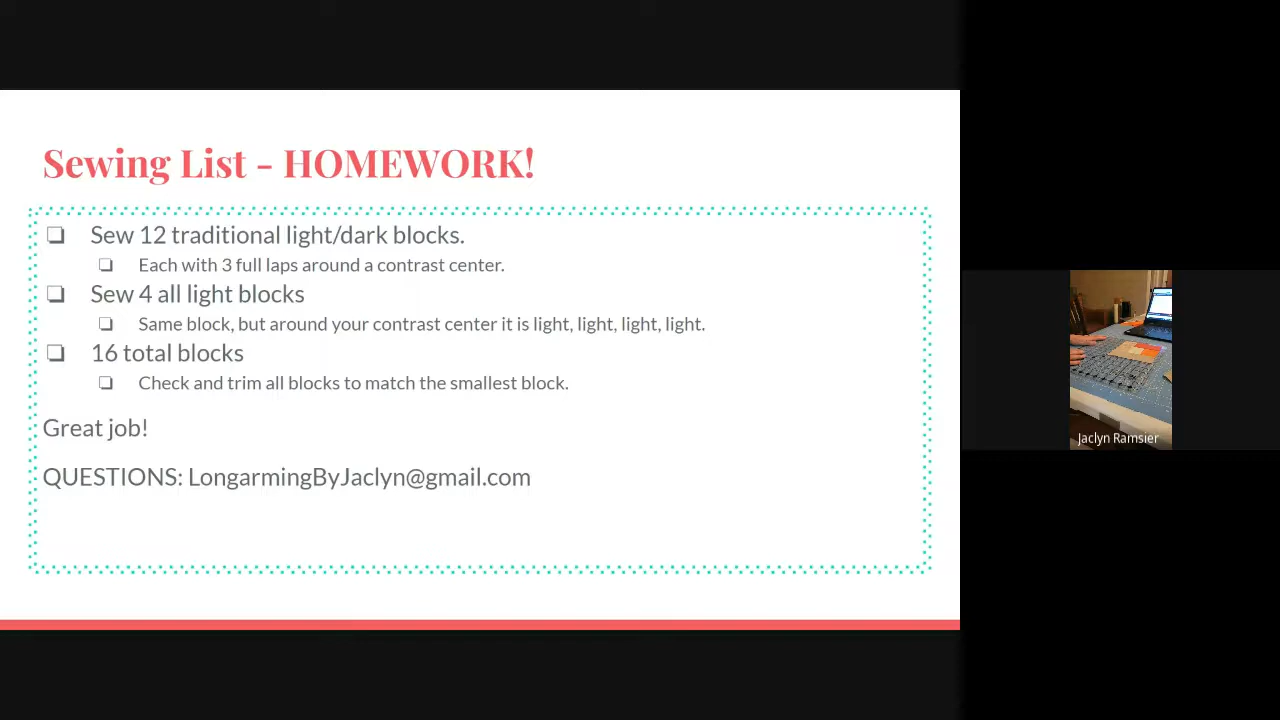 Sewing List - HOMEWORK!
Sew 12 traditional light/dark blocks.
Each with 3 full laps around a contrast center.
Sew 4 all light blocks
Same block, but around your contrast center it is light, light, light, light.
16 total blocks
Check and trim all blocks to match the smallest block.
Great job!
QUESTIONS: LongarmingByJaclyn@gmail.com
Jaclyn Ramsier